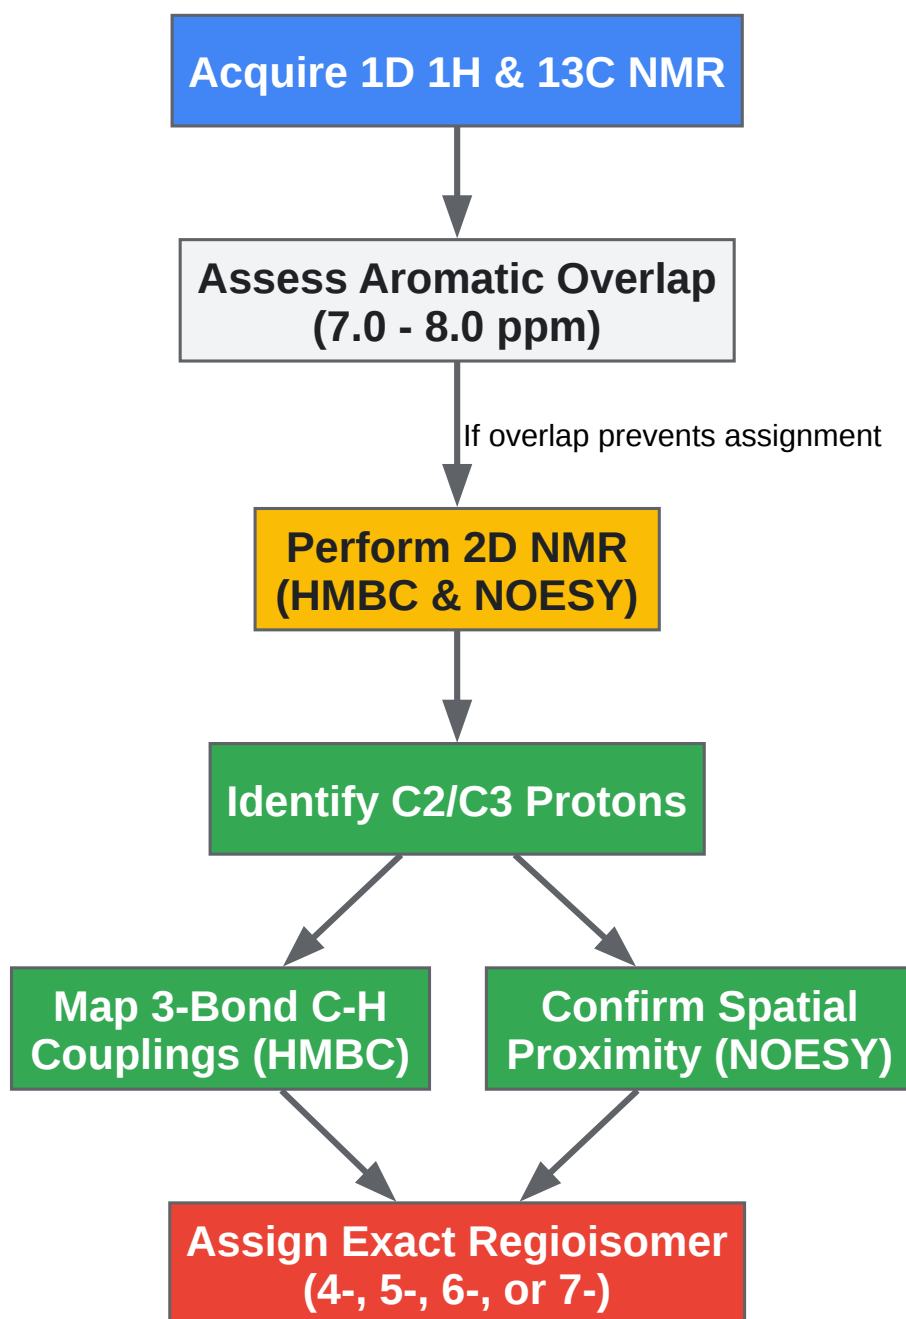 Acquire 1D 1H & 13C NMR
Assess Aromatic Overlap
(7.0 - 8.0 ppm)
If overlap prevents assignment
Perform 2D NMR
(HMBC & NOESY)
Identify C2/C3 Protons
Map 3-Bond C-H
Couplings (HMBC)
Confirm Spatial
Proximity (NOESY)
Assign Exact Regioisomer
(4-, 5-, 6-, or 7-)